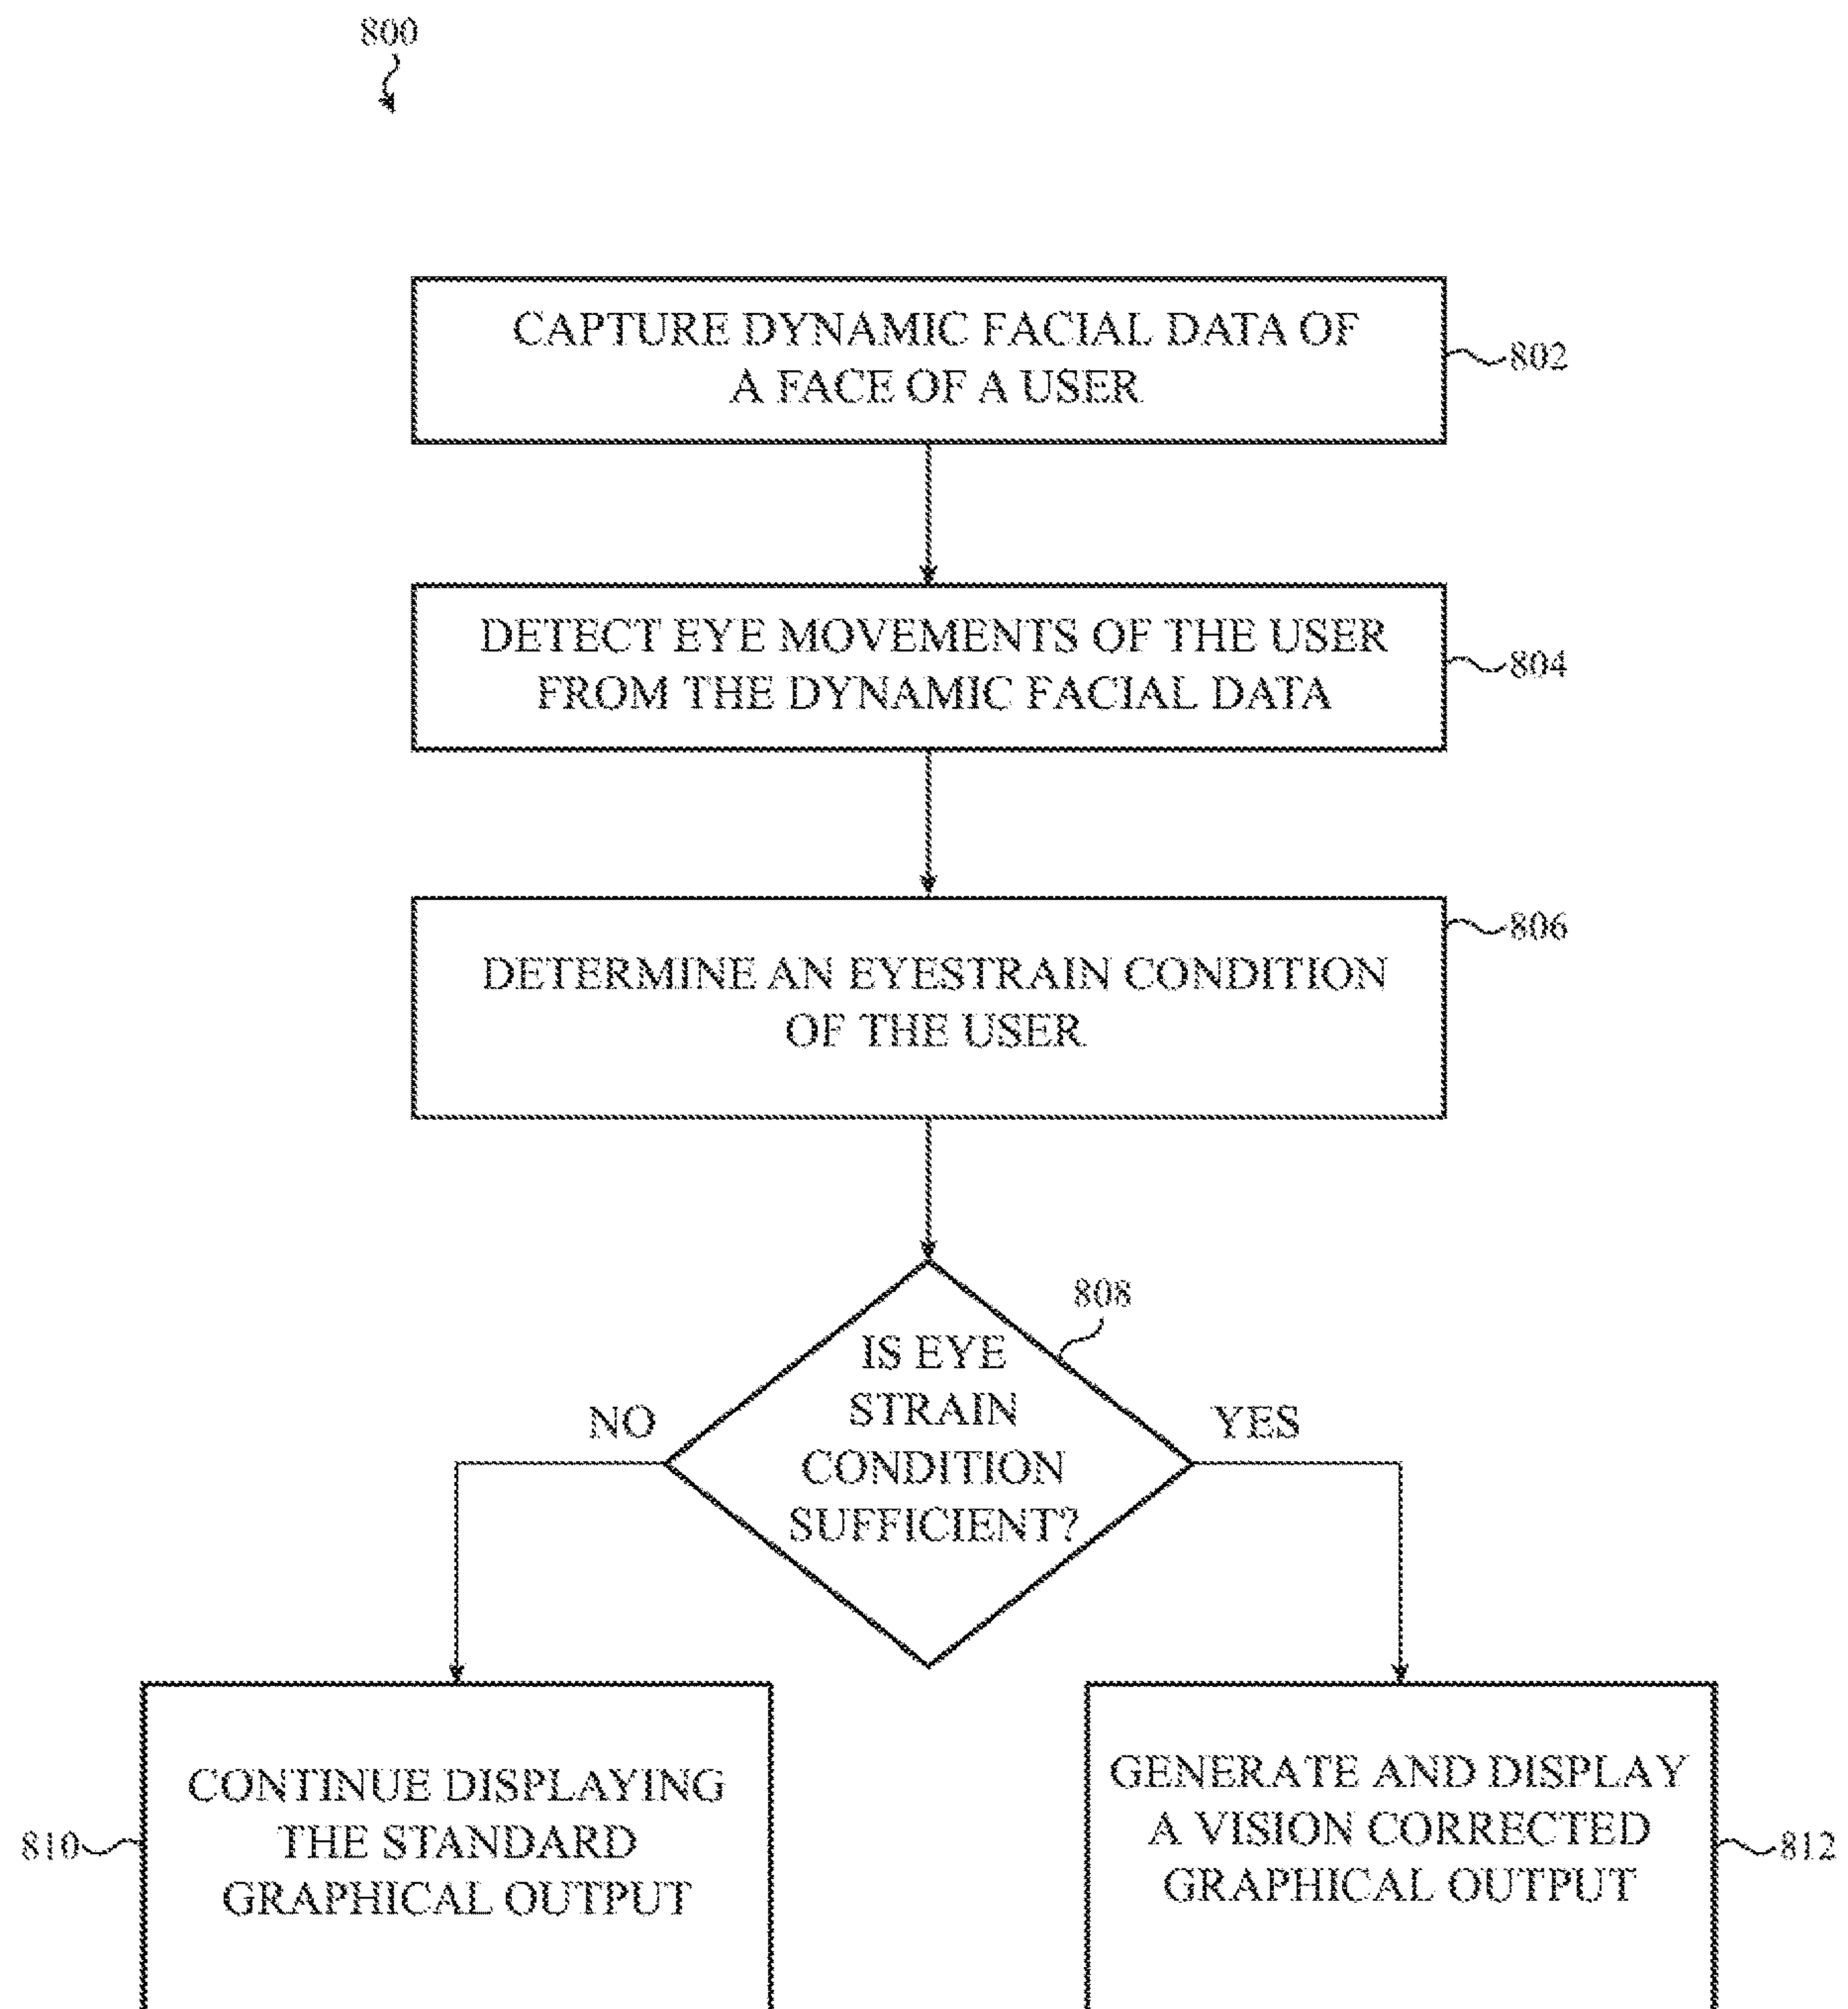 800
CAPTURE DYNAMIC FACIAL DATA OF
A FACE OF A USER
802
DETECT EYE MOVEMENTS OF THE USER
FROM THE DYNAMIC FACIAL DATA
804
806
DETERMINE AN EYESTRAIN CONDITION
OF THE USER
808
IS EYE
STRAIN
CONDITION
SUFFICIENT?
NO
YES
CONTINUE DISPLAYING
THE STANDARD
GRAPHICAL OUTPUT
810
GENERATE AND DISPLAY
A VISION CORRECTED
GRAPHICAL OUTPUT
812